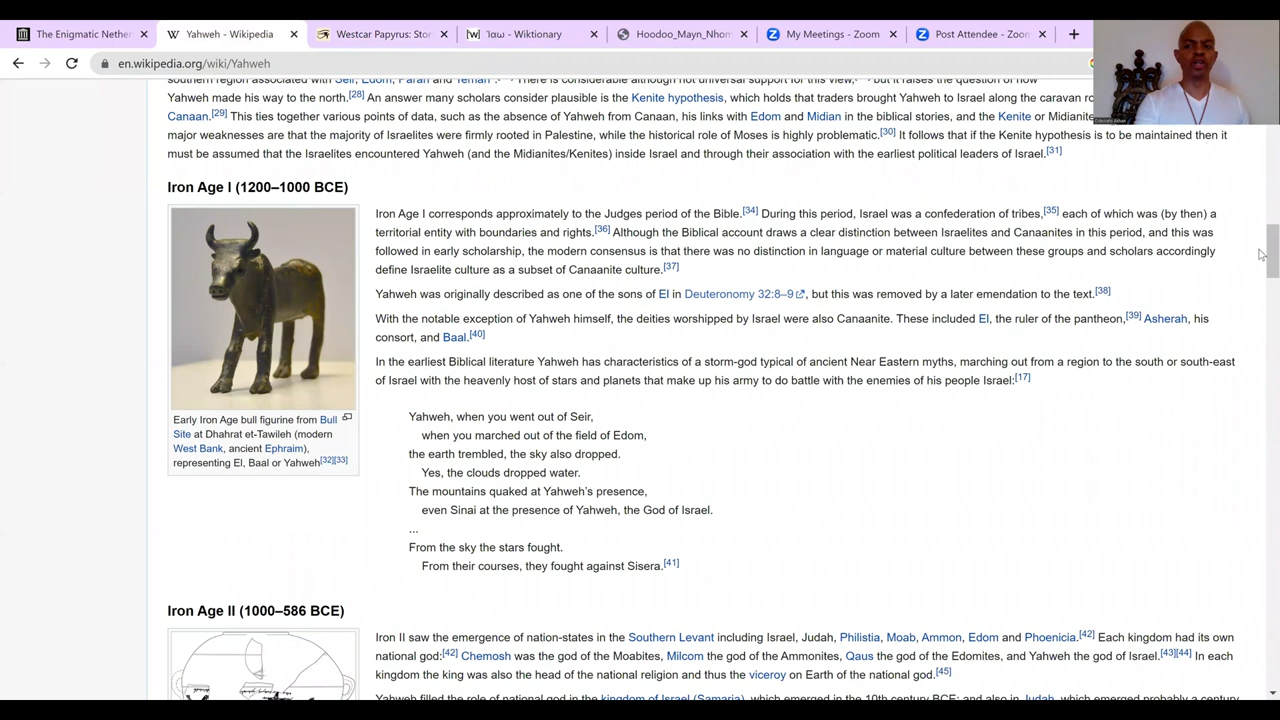 The Enigmatic Nether
Yahweh - Wikipedia
Westcar Papyrus: Stor
Ἰαω - Wiktionary
Hoodoo_Mayn_Nhom
My Meetings - Zoom
Post Attendee - Zoom
en.wikipedia.org/wiki/Yahweh
southern region associated with Seir, Edom, Paran and Teman There is considerable although not universal support for this view, but it raises the question of how
Yahweh made his way to the north.[28] An answer many scholars consider plausible is the Kenite hypothesis, which holds that traders brought Yahweh to Israel along the caravan ro
Canaan.[29] This ties together various points of data, such as the absence of Yahweh from Canaan, his links with Edom and Midian in the biblical stories, and the Kenite or Midianite
major weaknesses are that the majority of Israelites were firmly rooted in Palestine, while the historical role of Moses is highly problematic.[30] It follows that if the Kenite hypothesis is to be maintained then it
must be assumed that the Israelites encountered Yahweh (and the Midianites/Kenites) inside Israel and through their association with the earliest political leaders of Israel.[31]
Iron Age I (1200–1000 BCE)
Early Iron Age bull figurine from Bull
Site at Dhahrat et-Tawileh (modern
West Bank, ancient Ephraim),
representing El, Baal or Yahweh[32][33]
Iron Age I corresponds approximately to the Judges period of the Bible.[34] During this period, Israel was a confederation of tribes,[35] each of which was (by then) a
territorial entity with boundaries and rights.[36] Although the Biblical account draws a clear distinction between Israelites and Canaanites in this period, and this was
followed in early scholarship, the modern consensus is that there was no distinction in language or material culture between these groups and scholars accordingly
define Israelite culture as a subset of Canaanite culture.[37]
Yahweh was originally described as one of the sons of El in Deuteronomy 32:8–9, but this was removed by a later emendation to the text.[38]
With the notable exception of Yahweh himself, the deities worshipped by Israel were also Canaanite. These included El, the ruler of the pantheon,[39] Asherah, his
consort, and Baal.[40]
In the earliest Biblical literature Yahweh has characteristics of a storm-god typical of ancient Near Eastern myths, marching out from a region to the south or south-east
of Israel with the heavenly host of stars and planets that make up his army to do battle with the enemies of his people Israel:[17]
Yahweh, when you went out of Seir,
when you marched out of the field of Edom,
the earth trembled, the sky also dropped.
Yes, the clouds dropped water.
The mountains quaked at Yahweh's presence,
even Sinai at the presence of Yahweh, the God of Israel.
...
From the sky the stars fought.
From their courses, they fought against Sisera.[41]
Iron Age II (1000–586 BCE)
Iron II saw the emergence of nation-states in the Southern Levant including Israel, Judah, Philistia, Moab, Ammon, Edom and Phoenicia.[42] Each kingdom had its own
national god:[42] Chemosh was the god of the Moabites, Milcom the god of the Ammonites, Qaus the god of the Edomites, and Yahweh the god of Israel.[43][44] In each
kingdom the king was also the head of the national religion and thus the viceroy on Earth of the national god.[45]
Yahweh filled the role of national god in the kingdom of Israel (Samaria), which emerged in the 10th century BCE; and also in Judah, which emerged probably a century